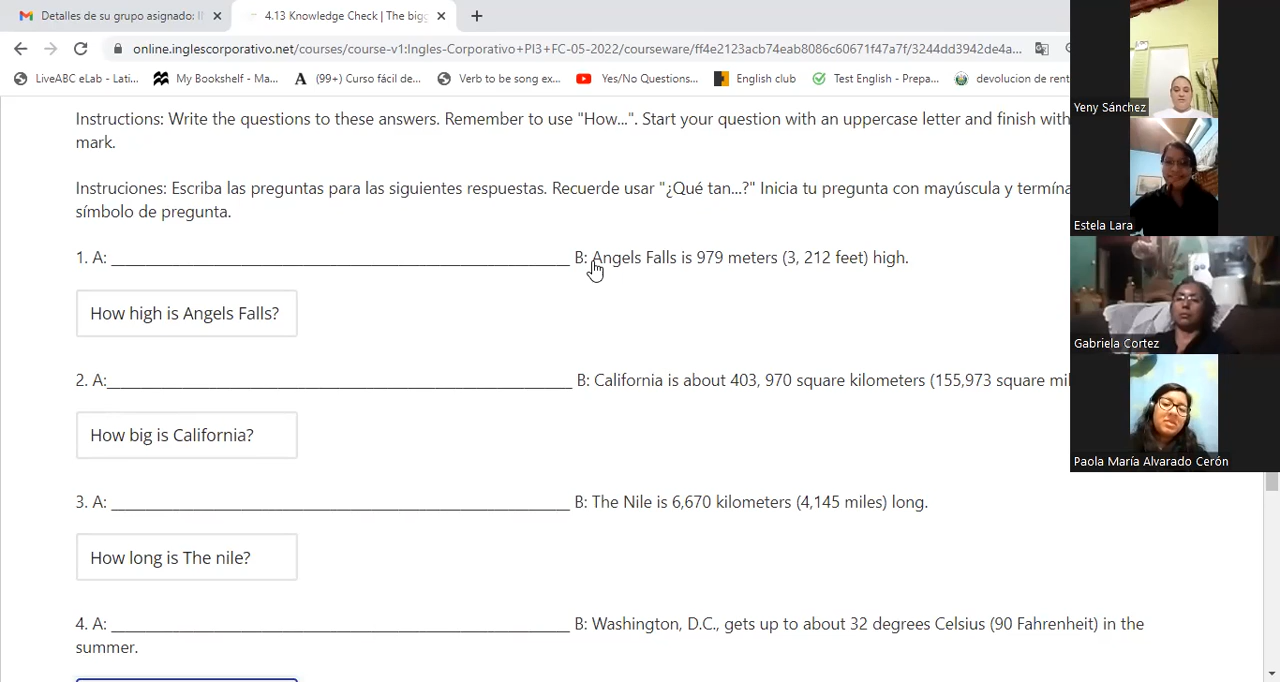 Detalles de su grupo asignado: I
4.13 Knowledge Check | The big
online.inglescorporativo.net/courses/course-v1:Ingles-Corporativo+PI3+FC-05-2022/courseware/ff4e2123acb74eab8086c60671f47a7f/3244dd3942de4a...
LiveABC eLab - Lati...
My Bookshelf - Ma...
(99+) Curso fácil de...
Verb to be song ex...
Yes/No Questions...
English club
Test English - Prepa...
devolucion de rent
Instructions: Write the questions to these answers. Remember to use "How...". Start your question with an uppercase letter and finish with
mark.
Instruciones: Escriba las preguntas para las siguientes respuestas. Recuerde usar "¿Qué tan...?" Inicia tu pregunta con mayúscula y termína
símbolo de pregunta.
1. A: ____________________ B: Angels Falls is 979 meters (3, 212 feet) high.
How high is Angels Falls?
2. A:____________________ B: California is about 403, 970 square kilometers (155,973 square mil
How big is California?
3. A: ____________________ B: The Nile is 6,670 kilometers (4,145 miles) long.
How long is The nile?
4. A: ____________________ B: Washington, D.C., gets up to about 32 degrees Celsius (90 Fahrenheit) in the
summer.
Yeny Sánchez
Estela Lara
Gabriela Cortez
Paola María Alvarado Cerón